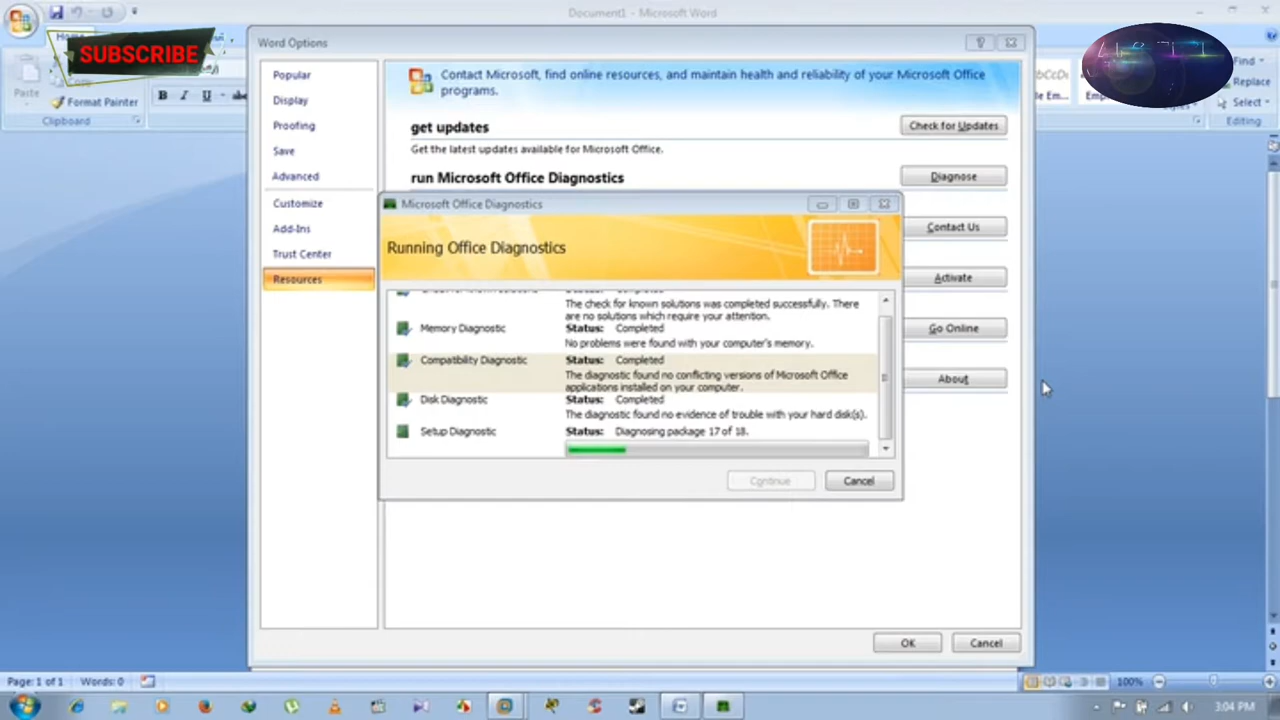 Document1 - Microsoft Word
SUBSCRIBE
Paste
Format Painter
B I U abc
Clipboard
Find
Replace
Select
Editing
Word Options
Popular
Display
Proofing
Save
Advanced
Customize
Add-Ins
Trust Center
Resources
Contact Microsoft, find online resources, and maintain health and reliability of your Microsoft Office
programs.
get updates
Check for Updates
Get the latest updates available for Microsoft Office.
run Microsoft Office Diagnostics
Diagnose
Contact Us
Activate
Go Online
About
Microsoft Office Diagnostics
Running Office Diagnostics
The check for known solutions was completed successfully. There
are no solutions which require your attention.
Memory Diagnostic Status: Completed
No problems were found with your computer's memory.
Compatibility Diagnostic Status: Completed
The diagnostic found no conflicting versions of Microsoft Office
applications installed on your computer.
Disk Diagnostic Status: Completed
The diagnostic found no evidence of trouble with your hard disk(s).
Setup Diagnostic Status: Diagnosing package 17 of 18.
Continue Cancel
OK Cancel
Page: 1 of 1 Words: 0
100%
3:04 PM